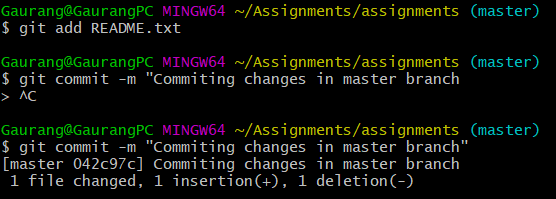 Gaurang@GaurangPC MINGW64 ~/Assignments/assignments (master)
$ git add README.txt
Gaurang@GaurangPC MINGW64 ~/Assignments/assignments (master)
$ git commit -m "Commiting changes in master branch
> ^C
Gaurang@GaurangPC MINGW64 ~/Assignments/assignments (master)
$ git commit -m "Commiting changes in master branch"
[master 042c97c] Commiting changes in master branch
 1 file changed, 1 insertion(+), 1 deletion(-)